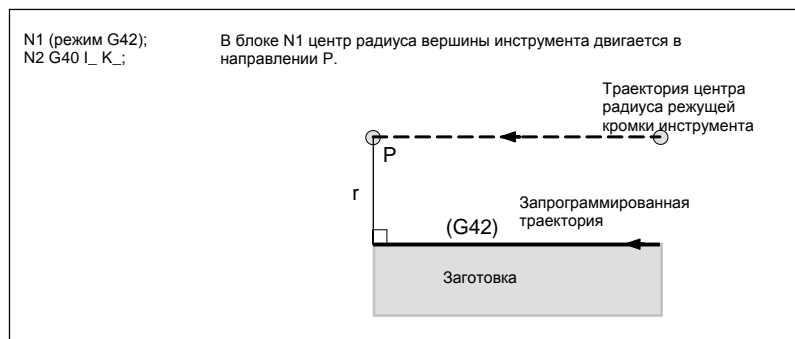 N1 (режим G42);
N2 G40 I_ K_;
В блоке N1 центр радиуса вершины инструмента двигается в
направлении P.
Траектория центра
радиуса режущей
кромки инструмента
P
r
Запрограммированная
траектория
(G42)
Заготовка